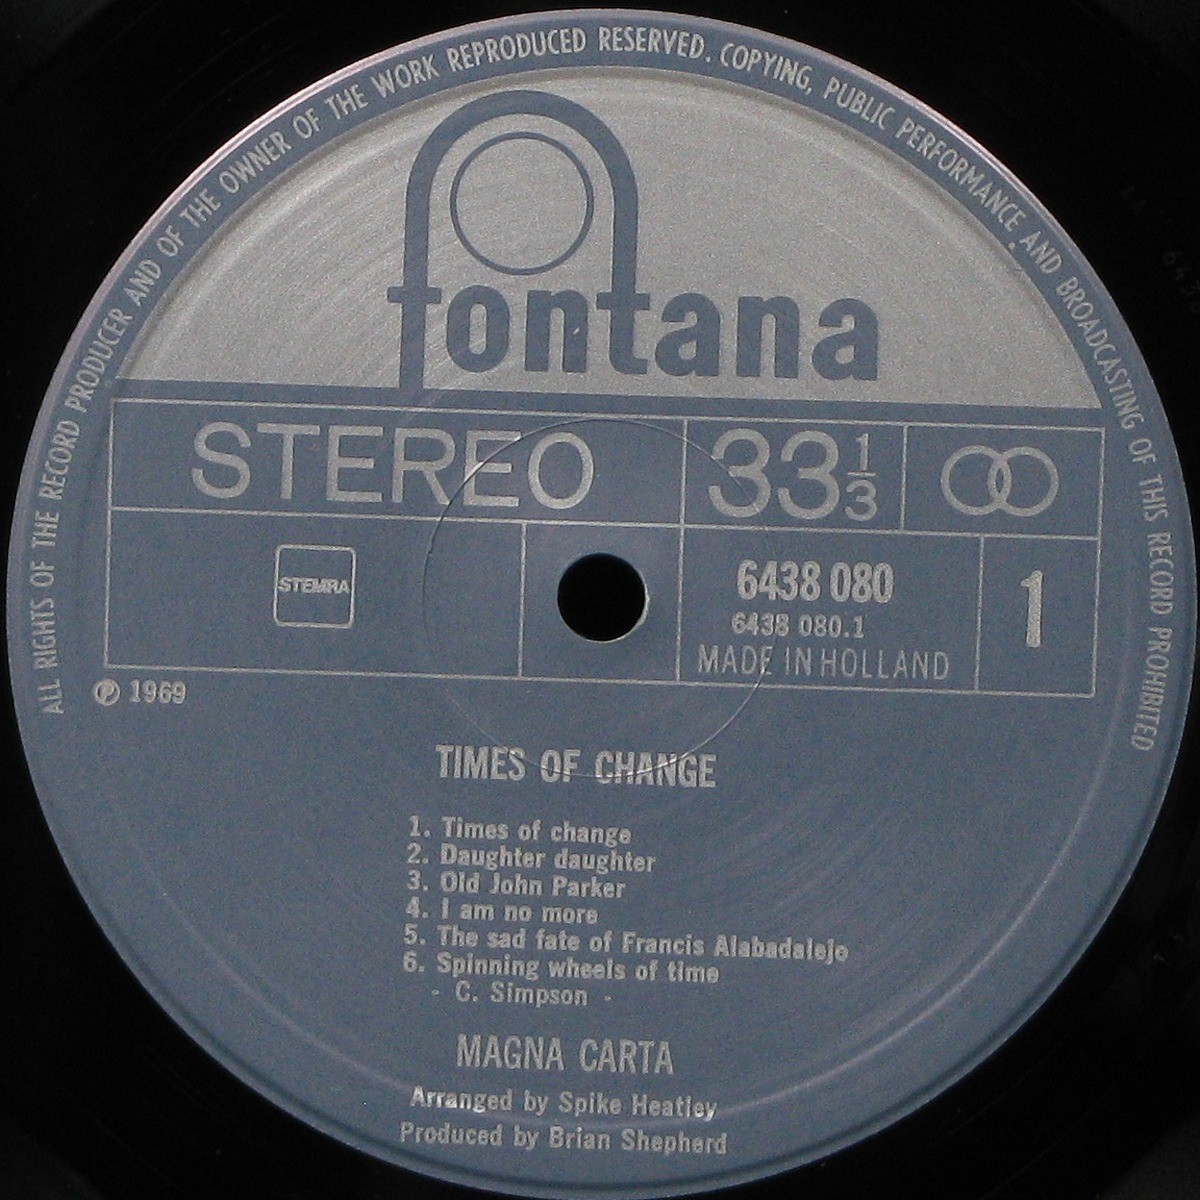 ALL RIGHTS OF THE RECORD PRODUCER AND OF THE OWNER OF THE WORK REPRODUCED RESERVED. COPYING, PUBLIC PERFORMANCE AND BROADCASTING OF THIS RECORD PROHIBITED
fontana
STEREO 33 1/3
STEMRA
6438 080
6438 080.1
MADE IN HOLLAND
1
℗ 1969
TIMES OF CHANGE
1. Times of change
2. Daughter daughter
3. Old John Parker
4. I am no more
5. The sad fate of Francis Alabadaleje
6. Spinning wheels of time
- C. Simpson -
MAGNA CARTA
Arranged by Spike Heatley
Produced by Brian Shepherd